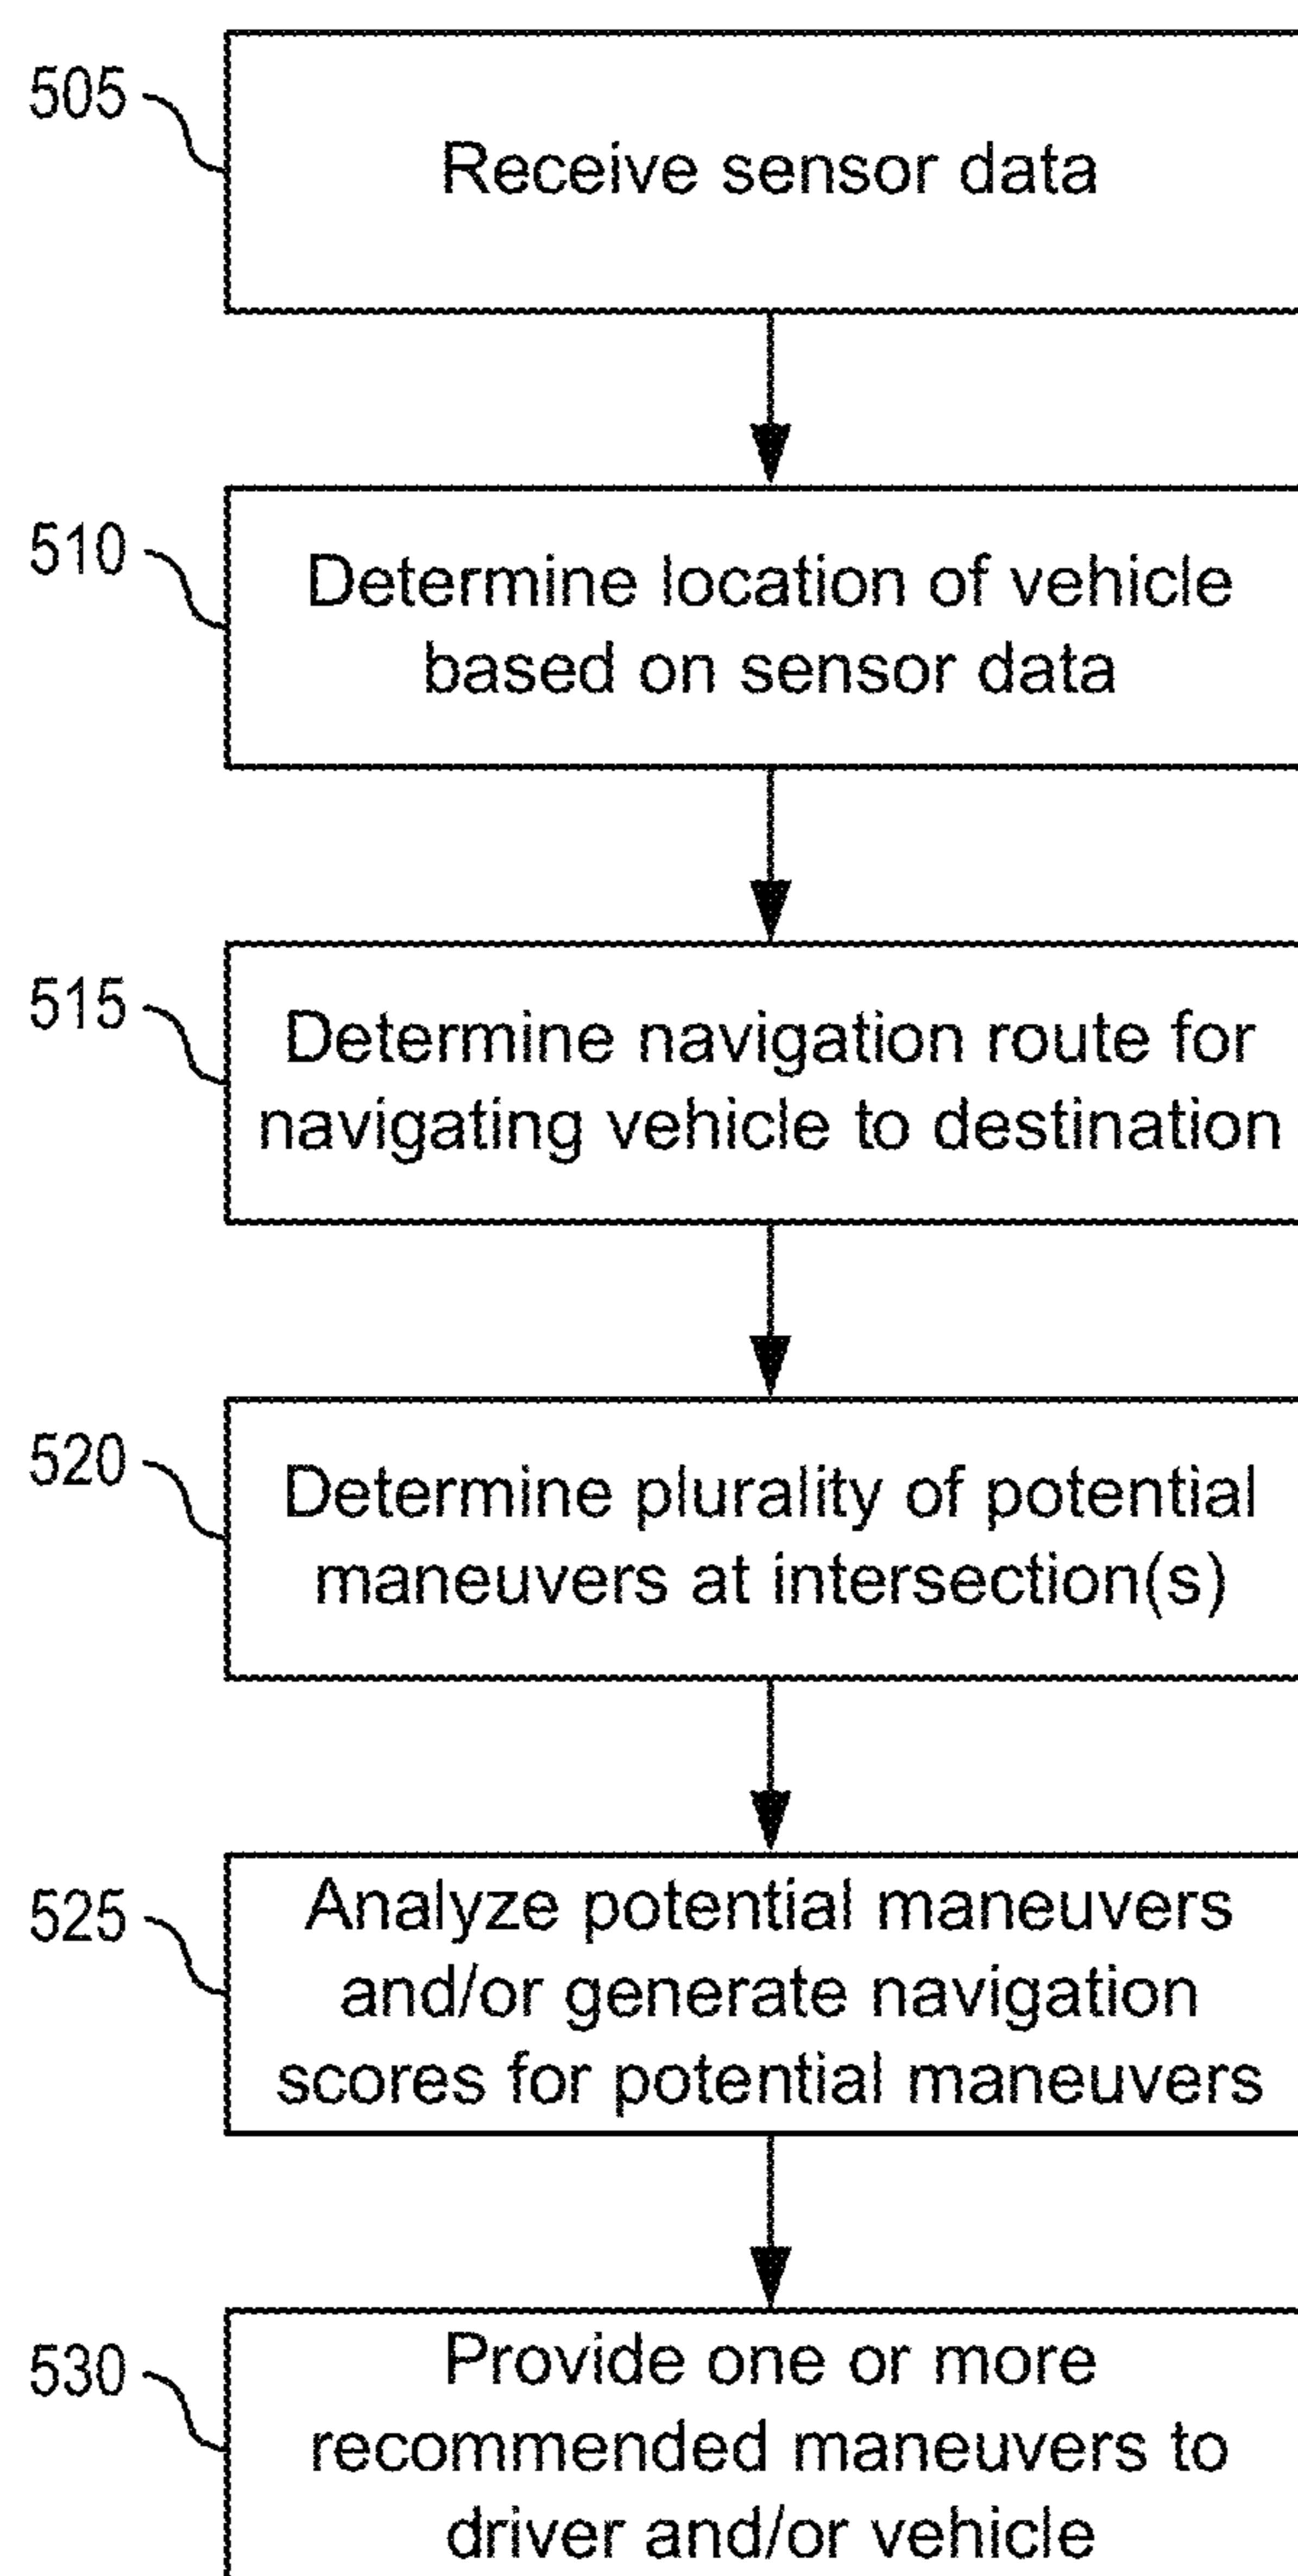 505
Receive sensor data
510
Determine location of vehicle
based on sensor data
515
Determine navigation route for
navigating vehicle to destination
520
Determine plurality of potential
maneuvers at intersection(s)
525
Analyze potential maneuvers
and/or generate navigation
scores for potential maneuvers
530
Provide one or more
recommended maneuvers to
driver and/or vehicle